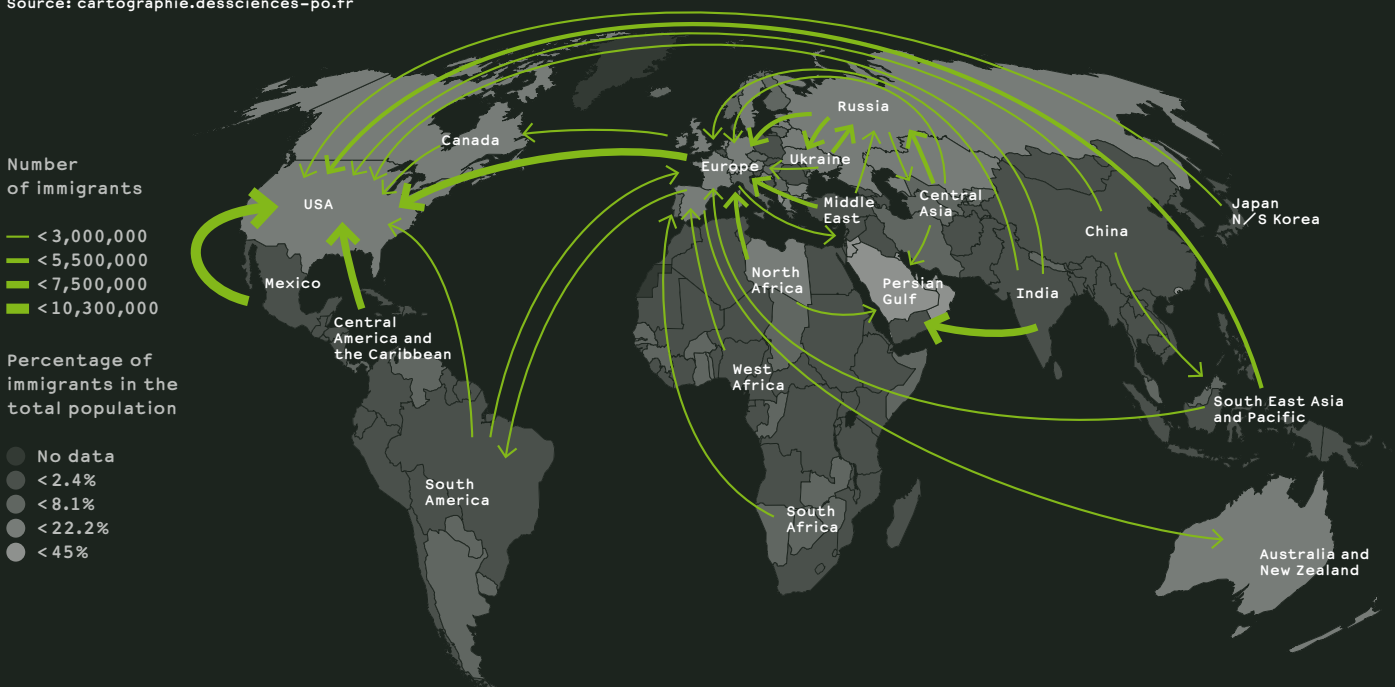 Source: cartographie.dessciences-po.fr
Number
of immigrants
<3,000,000
<5,500,000
<7,500,000
<10,300,000
Percentage of
immigrants in the
total population
No data
<2.4%
<8.1%
<22.2%
<45%
Canada
USA
Mexico
Central
America and
the Caribbean
South
America
Europe
Russia
Ukraine
Middle
East
Central
Asia
North
Africa
Persian
Gulf
West
Africa
South
Africa
India
China
Japan
N/S Korea
South East Asia
and Pacific
Australia and
New Zealand